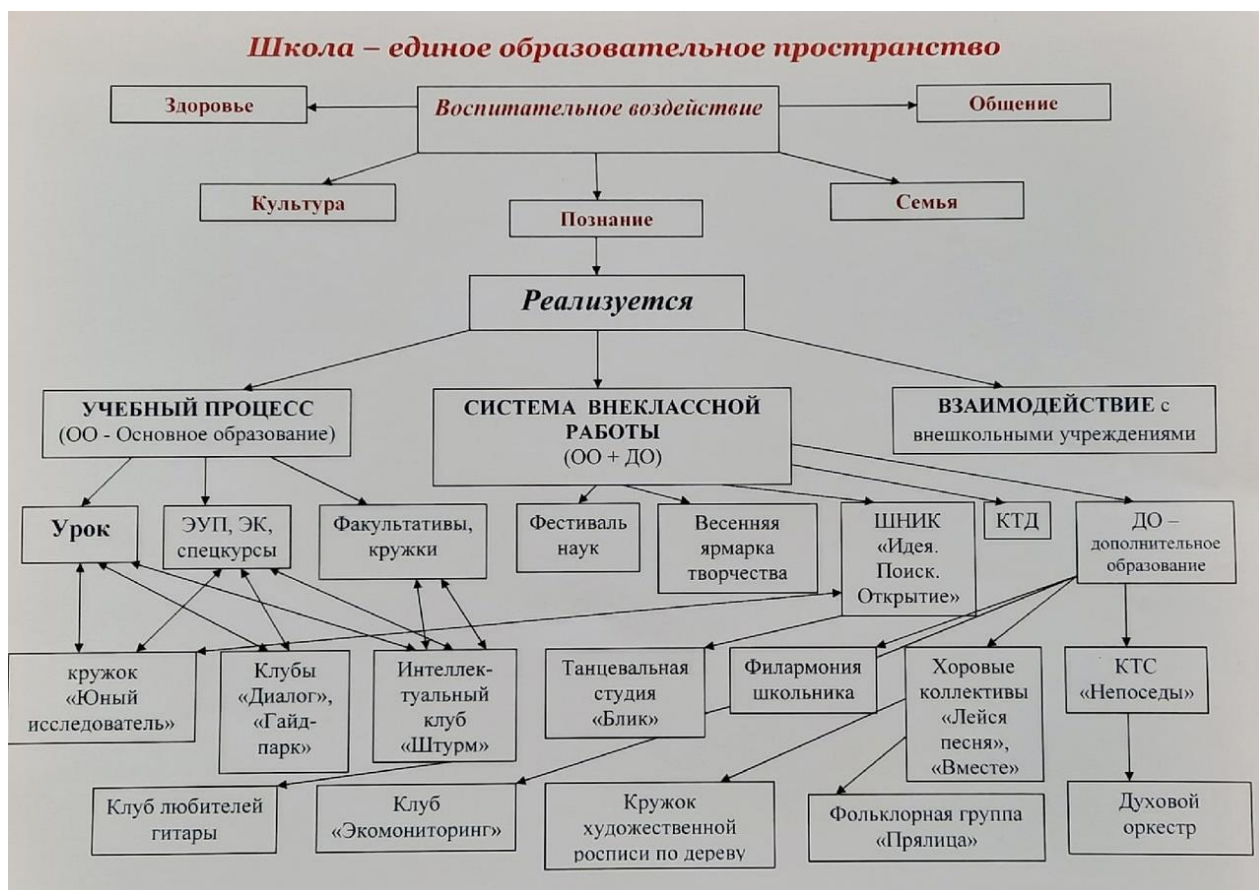 Школа – единое образовательное пространство
Здоровье
Воспитательное воздействие
Общение
Культура
Познание
Семья
Реализуется
УЧЕБНЫЙ ПРОЦЕСС
(ОО - Основное образование)
СИСТЕМА ВНЕКЛАССНОЙ
РАБОТЫ
(ОО + ДО)
ВЗАИМОДЕЙСТВИЕ с
внешкольными учреждениями
Урок
ЭУП, ЭК,
спецкурсы
Факультативы,
кружки
Фестиваль
наук
Весенняя
ярмарка
творчества
ШНИК
«Идея.
Поиск.
Открытие»
КТД
ДО –
дополнительное
образование
кружок
«Юный
исследователь»
Клубы
«Диалог»,
«Гайд-
парк»
Интеллек-
туальный
клуб
«Штурм»
Танцевальная
студия
«Блик»
Филармония
школьника
Хоровые
коллективы
«Лейся
песня»,
«Вместе»
КТС
«Непоседы»
Клуб любителей
гитары
Клуб
«Экомониторинг»
Кружок
художественной
росписи по дереву
Фольклорная группа
«Прялица»
Духовой
оркестр